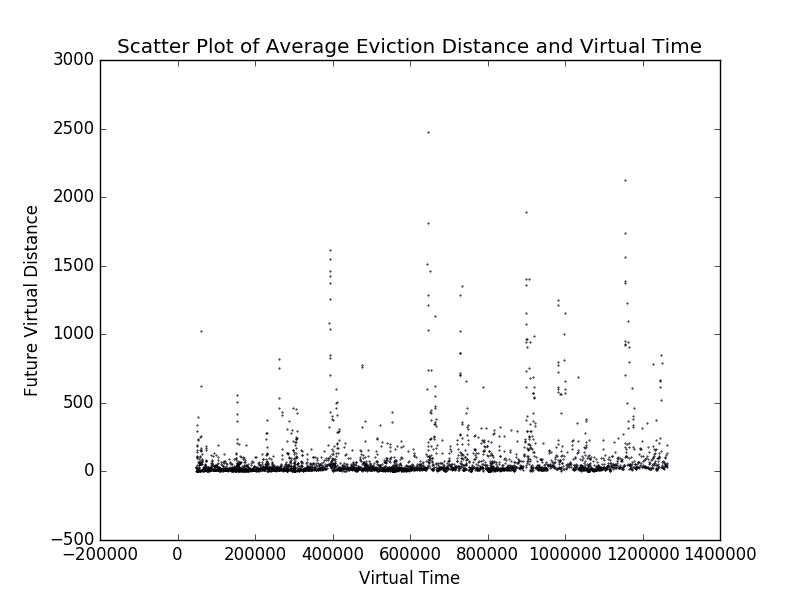 Scatter Plot of Average Eviction Distance and Virtual Time
3000
2500
2000
1500
1000
500
0
−500
Future Virtual Distance
−200000 0 200000 400000 600000 800000 1000000 1200000 1400000
Virtual Time